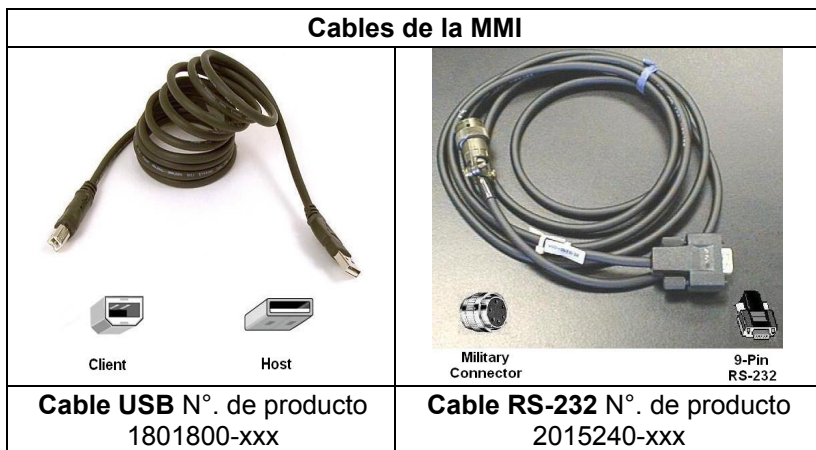 Cables de la MMI
Client
Host
Military
Connector
9-Pin
RS-232
Cable USB N°. de producto
1801800-xxx
Cable RS-232 N°. de producto
2015240-xxx